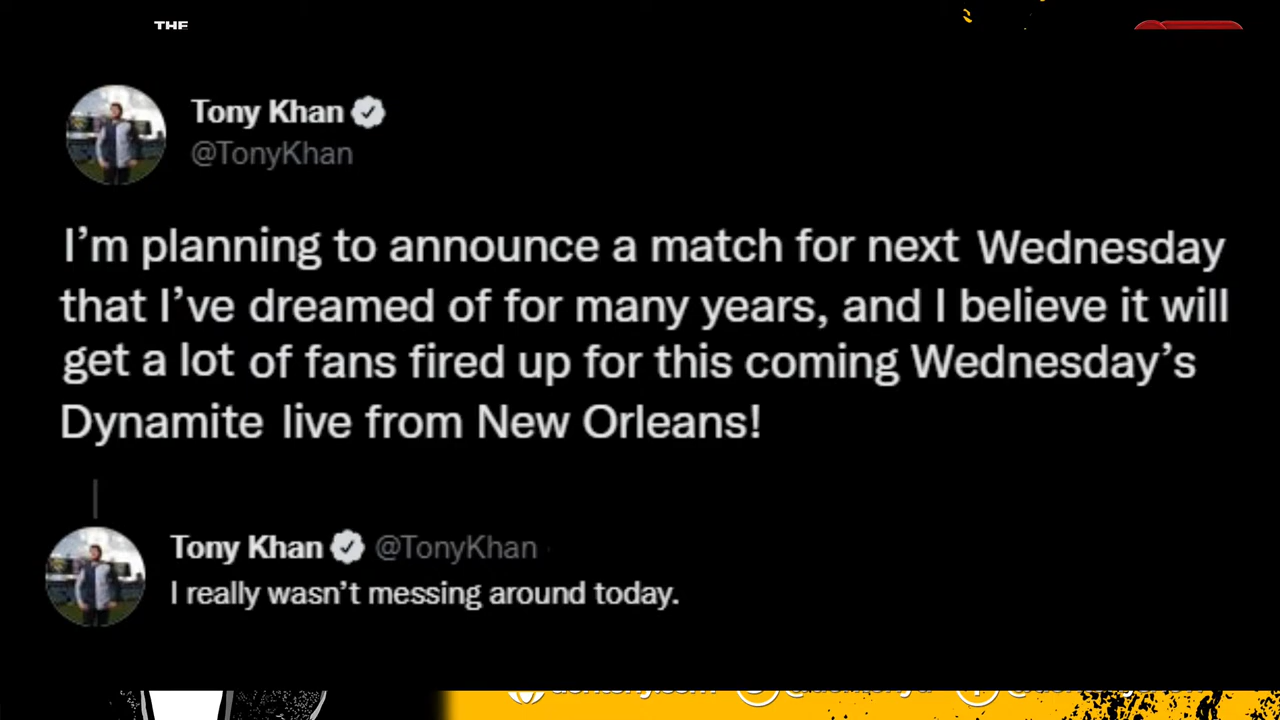 THE
Tony Khan
@TonyKhan
I’m planning to announce a match for next Wednesday
that I’ve dreamed of for many years, and I believe it will
get a lot of fans fired up for this coming Wednesday’s
Dynamite live from New Orleans!
Tony Khan @TonyKhan
I really wasn’t messing around today.